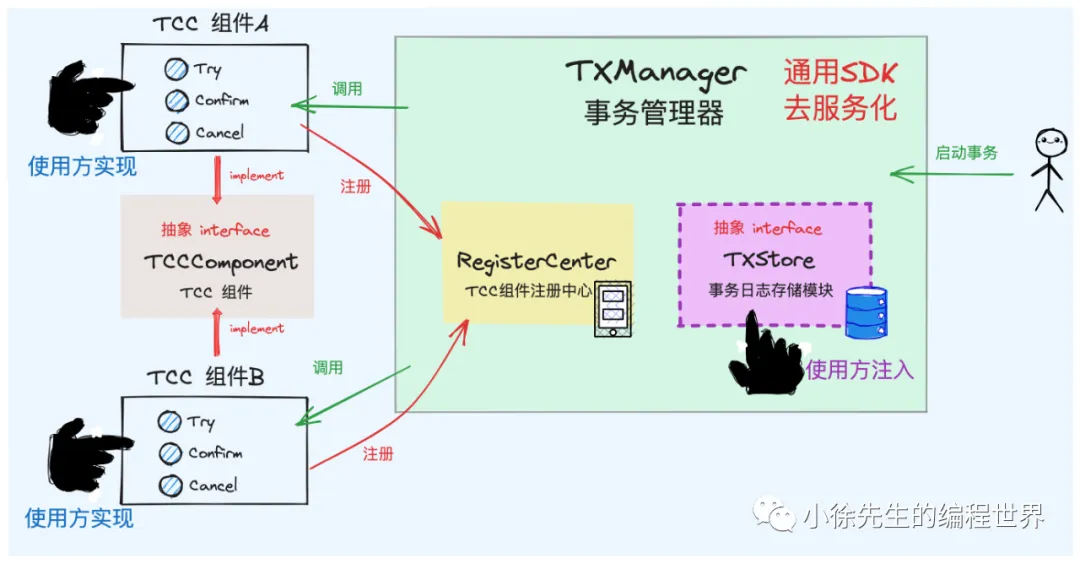 TCC 组件A
Try
Confirm
Cancel
使用方实现
implement
抽象 interface
TCCComponent
TCC 组件
implement
TCC 组件B
Try
Confirm
Cancel
使用方实现
调用
注册
调用
注册
TXManager
事务管理器
通用SDK
去服务化
RegisterCenter
TCC组件注册中心
抽象 interface
TXStore
事务日志存储模块
使用方注入
启动事务
小徐先生的编程世界